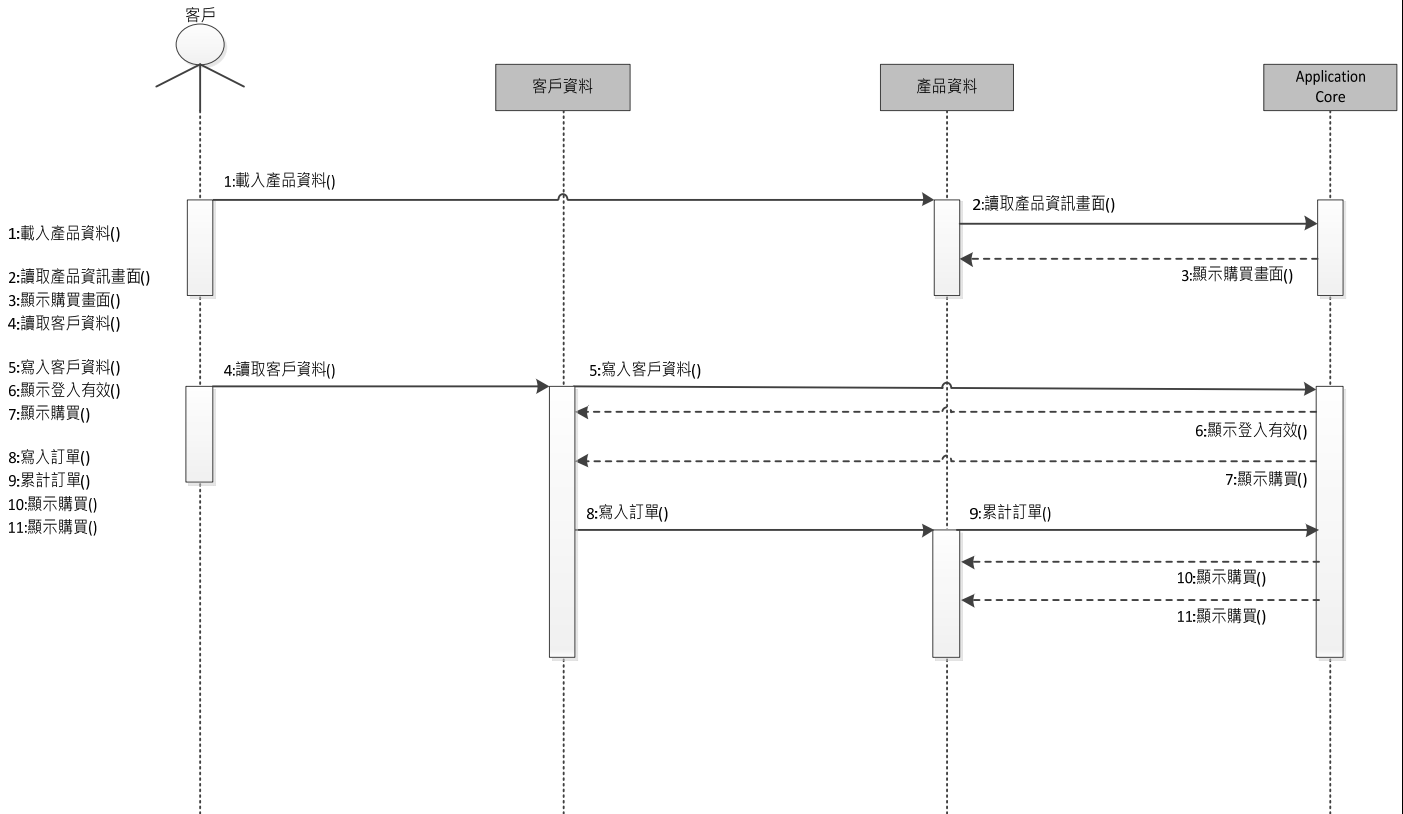 客戶
客戶資料
產品資料
Application
Core
1:載入產品資料()
2:讀取產品資訊畫面()
3:顯示購買畫面()
4:讀取客戶資料()
5:寫入客戶資料()
6:顯示登入有效()
7:顯示購買()
8:寫入訂單()
9:累計訂單()
10:顯示購買()
11:顯示購買()
1:載入產品資料()
2:讀取產品資訊畫面()
3:顯示購買畫面()
4:讀取客戶資料()
5:寫入客戶資料()
6:顯示登入有效()
7:顯示購買()
8:寫入訂單()
9:累計訂單()
10:顯示購買()
11:顯示購買()